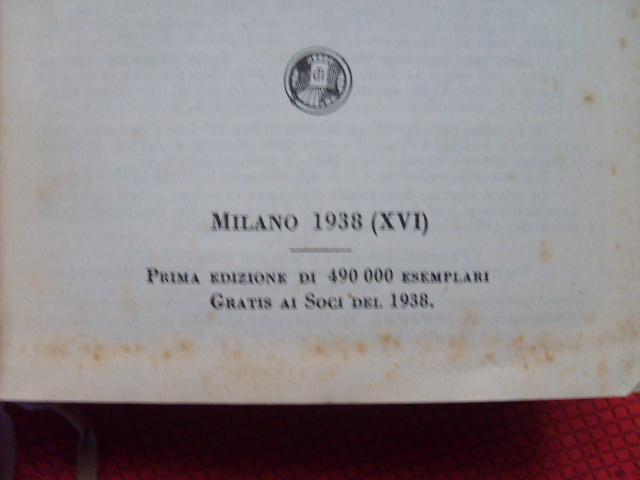 MILANO 1938 (XVI)
PRIMA EDIZIONE DI 490 000 ESEMPLARI
GRATIS AI SOCI DEL 1938.